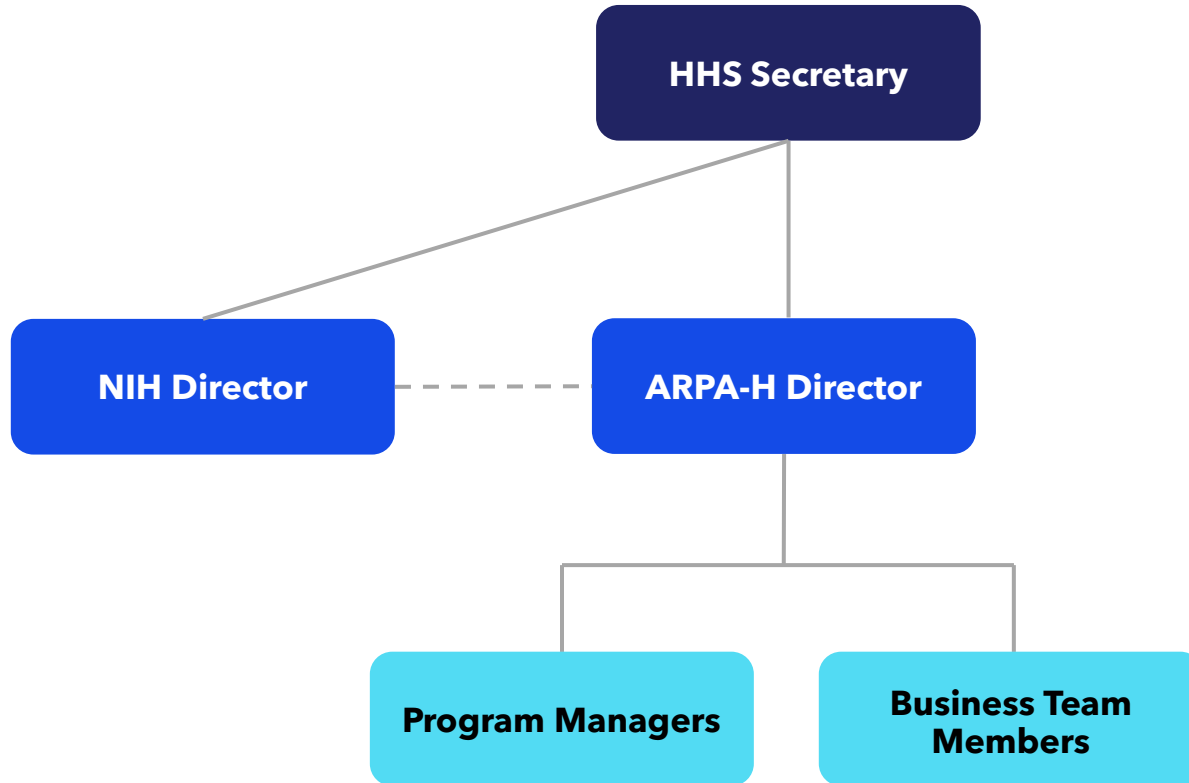 HHS Secretary
NIH Director
ARPA-H Director
Program Managers
Business Team
Members